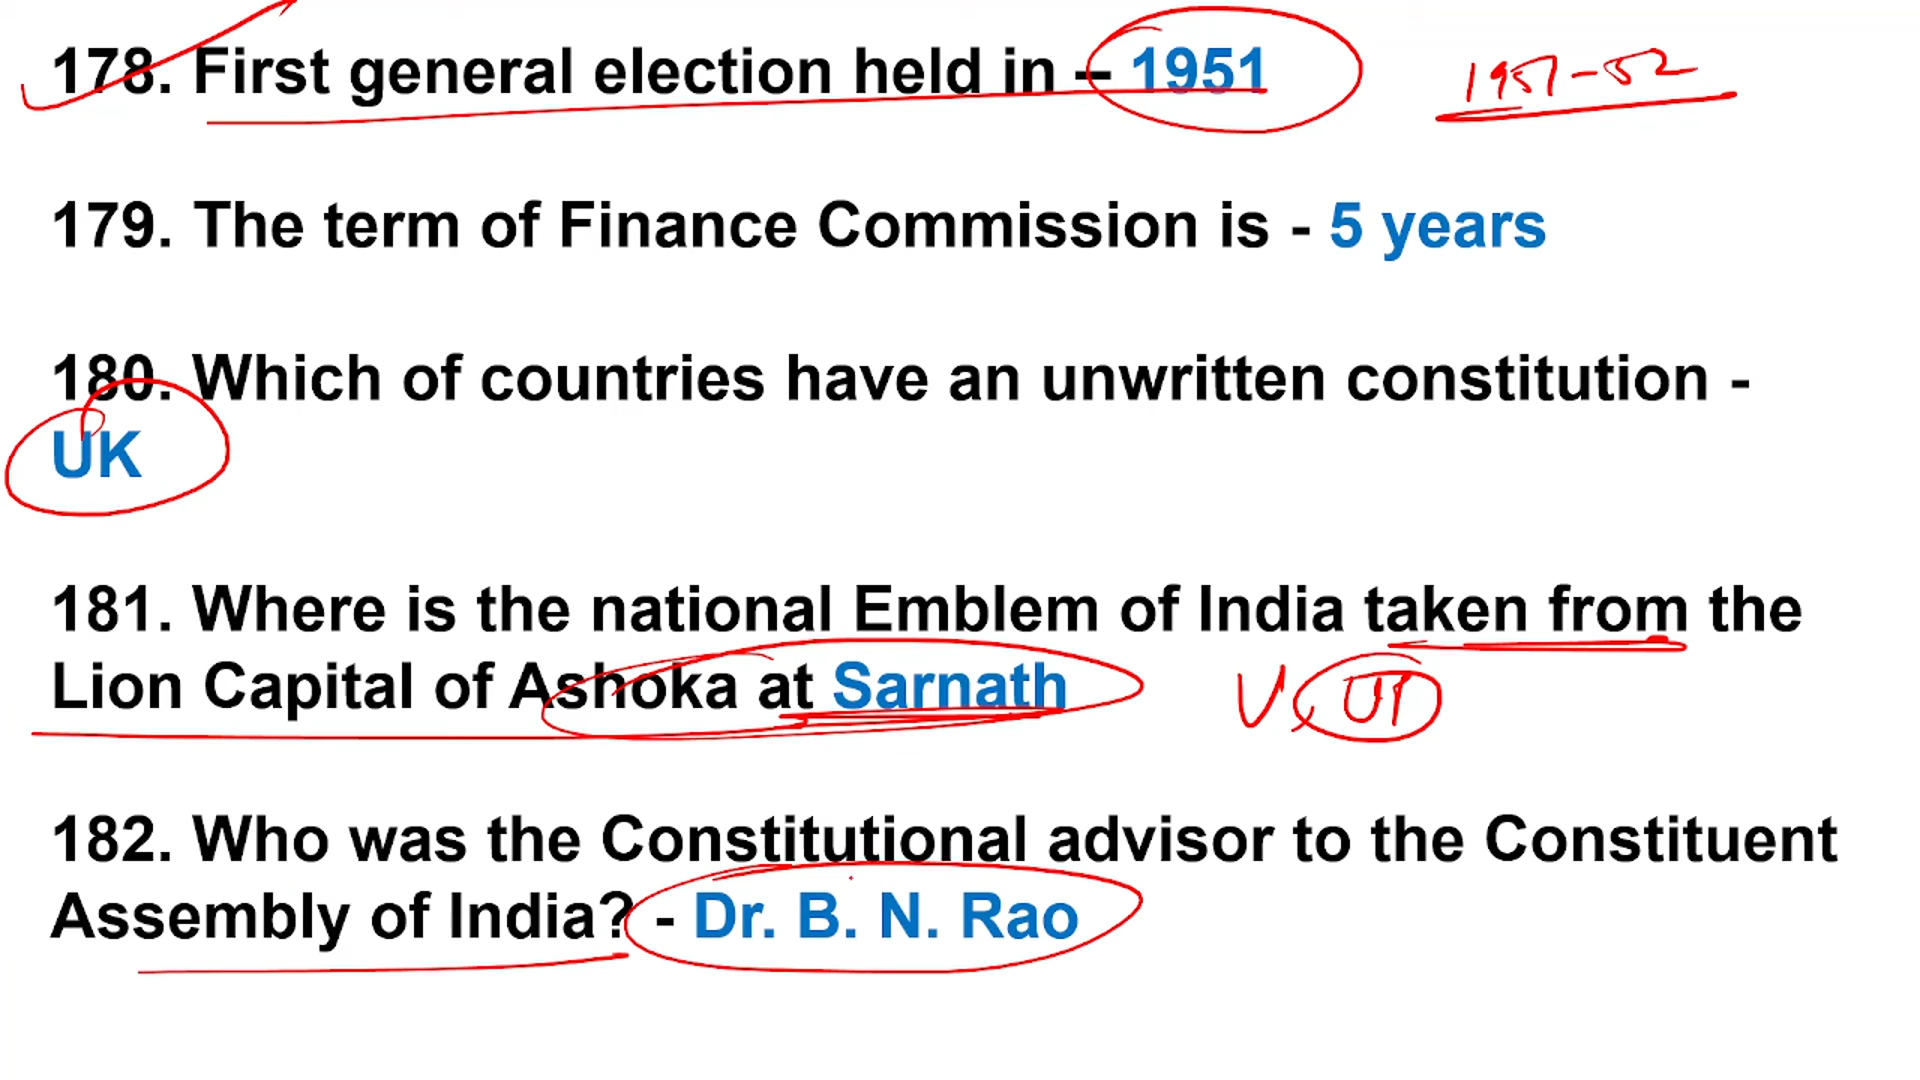 178. First general election held in – 1951
1951-52
179. The term of Finance Commission is - 5 years
180. Which of countries have an unwritten constitution -
UK
181. Where is the national Emblem of India taken from the
Lion Capital of Ashoka at Sarnath
V, UP
182. Who was the Constitutional advisor to the Constituent
Assembly of India? - Dr. B. N. Rao